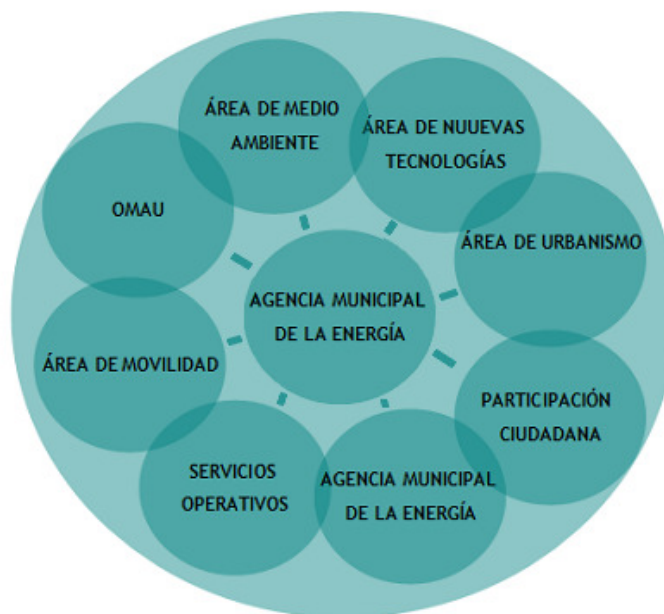 ÁREA DE MEDIO
AMBIENTE
ÁREA DE NUUEVAS
TECNOLOGÍAS
OMAU
ÁREA DE URBANISMO
AGENCIA MUNICIPAL
DE LA ENERGÍA
ÁREA DE MOVILIDAD
PARTICIPACIÓN
CIUDADANA
SERVICIOS
OPERATIVOS
AGENCIA MUNICIPAL
DE LA ENERGÍA